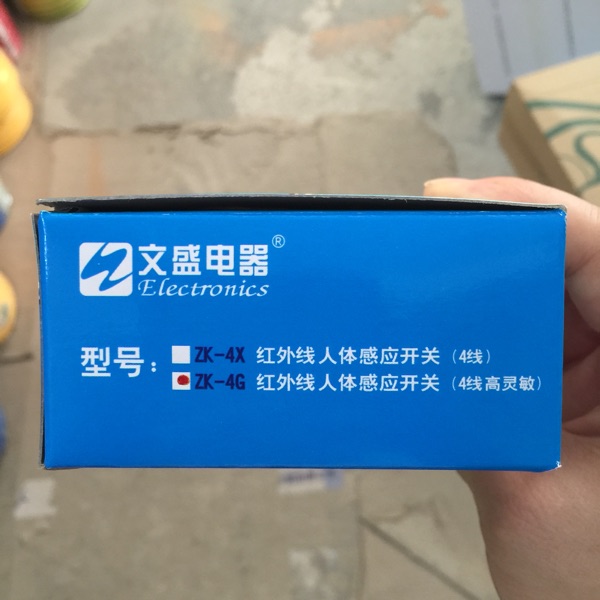 文盛电器®
Electronics
型号：
ZK-4X 红外线人体感应开关（4线）
ZK-4G 红外线人体感应开关（4线高灵敏）